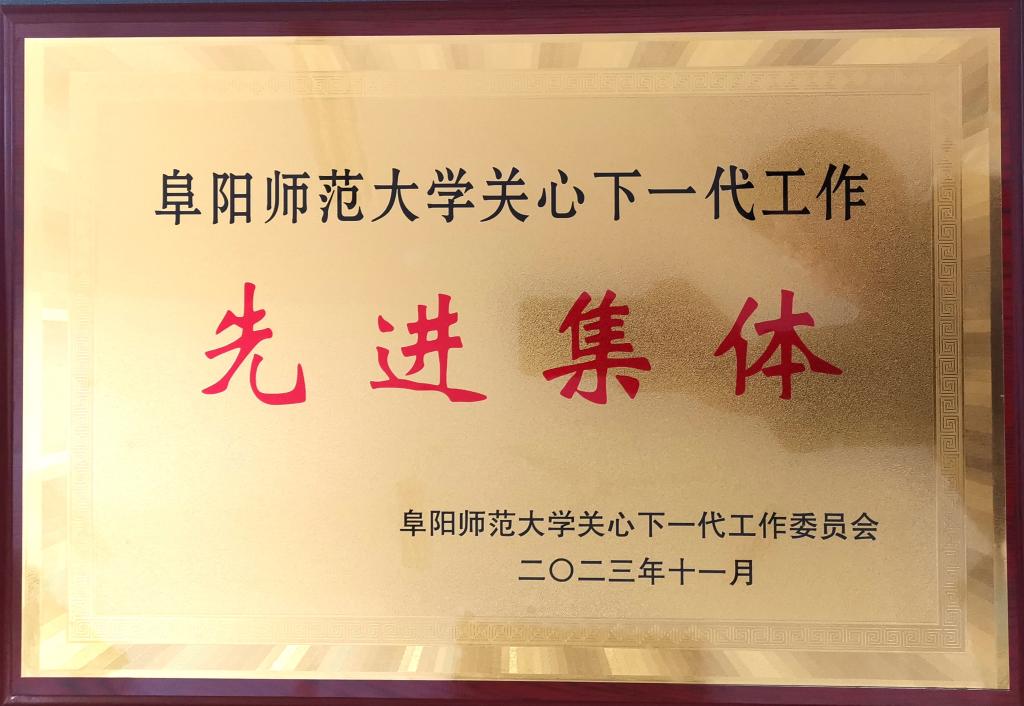 阜阳师范大学关心下一代工作
先进集体
阜阳师范大学关心下一代工作委员会
二〇二三年十一月